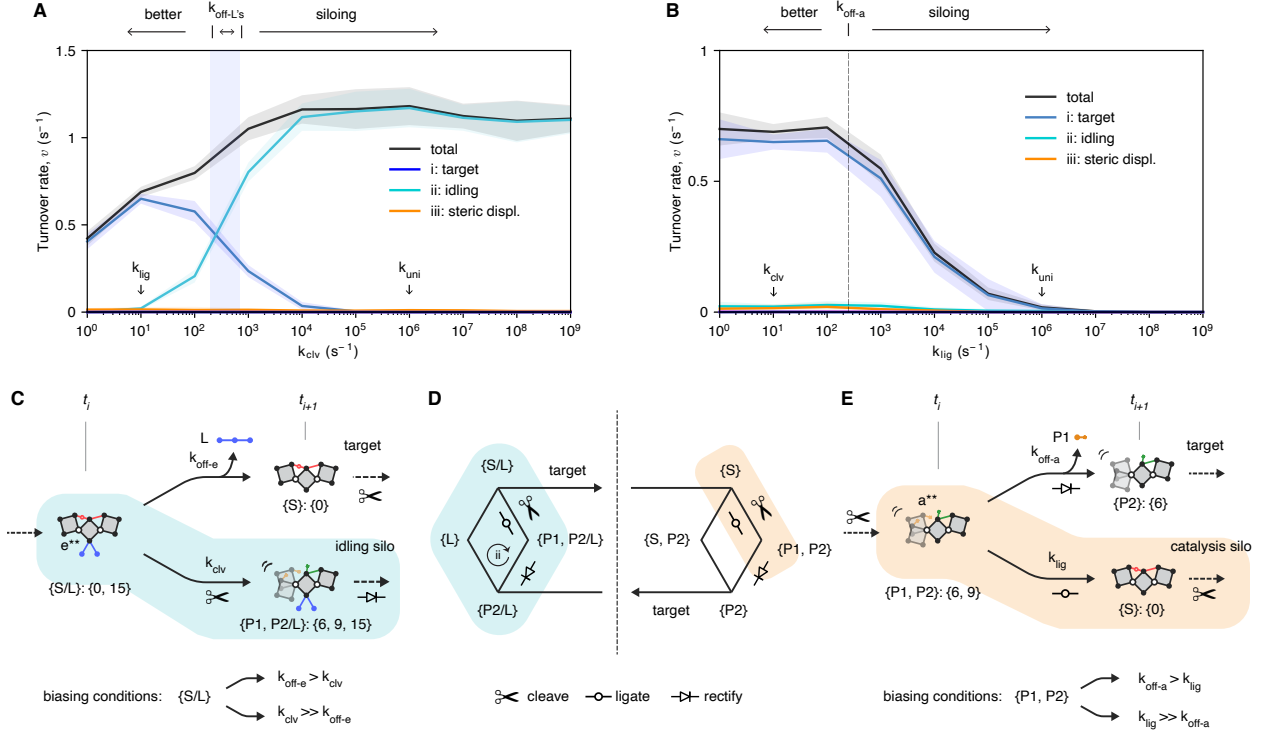 A
better
k_off-L's
siloing
1.5
1
0.5
0
Turnover rate, v (s⁻¹)
total
i: target
ii: idling
iii: steric displ.
k_lig
k_uni
10⁰ 10¹ 10² 10³ 10⁴ 10⁵ 10⁶ 10⁷ 10⁸ 10⁹
k_clv (s⁻¹)
B
better
k_off-a
siloing
1
0.5
0
Turnover rate, v (s⁻¹)
total
i: target
ii: idling
iii: steric displ.
k_clv
k_uni
10⁰ 10¹ 10² 10³ 10⁴ 10⁵ 10⁶ 10⁷ 10⁸ 10⁹
k_lig (s⁻¹)
C
t_i
t_i+1
L
k_off-e
target
{S}: {0}
e**
{S/L}: {0, 15}
k_clv
idling silo
{P1, P2/L}: {6, 9, 15}
biasing conditions: {S/L}
k_off-e > k_clv
k_clv >> k_off-e
D
{S/L}
target
{L}
ii
{P1, P2/L}
{P2/L}
{S}
{S, P2}
{P1, P2}
target
{P2}
cleave
ligate
rectify
E
t_i
t_i+1
P1
k_off-a
target
{P2}: {6}
a**
{P1, P2}: {6, 9}
k_lig
catalysis silo
{S}: {0}
biasing conditions: {P1, P2}
k_off-a > k_lig
k_lig >> k_off-a